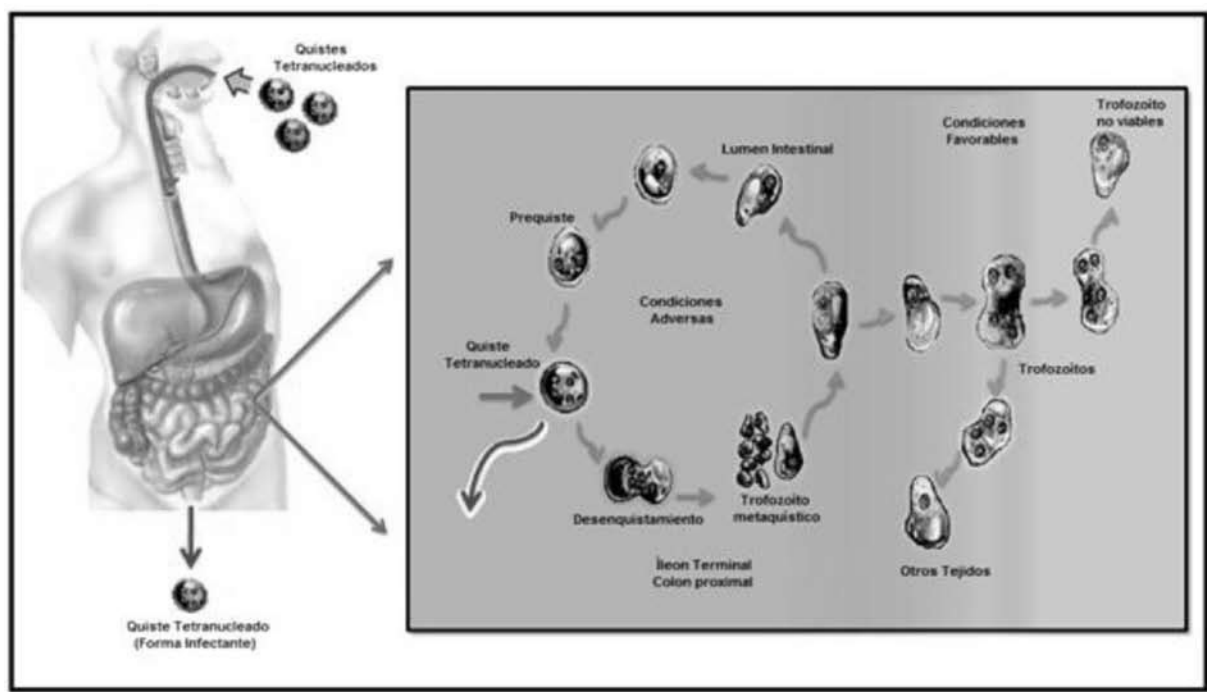 Quistes
Tetranucleados
Quiste Tetranucleado
(Forma Infectante)
Lumen Intestinal
Condiciones
Favorables
Trofozoito
no viables
Prequiste
Condiciones
Adversas
Quiste
Tetranucleado
Trofozoitos
Desenquistamiento
Trofozoito
metaquístico
Íleon Terminal
Colon proximal
Otros Tejidos